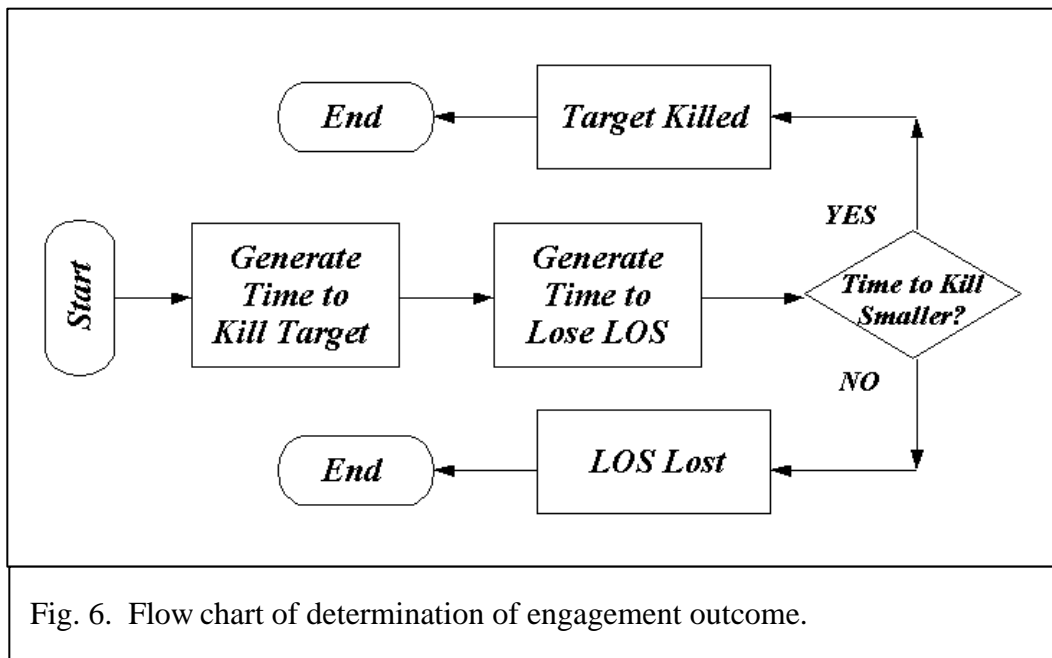 End
Target Killed
YES
Start
Generate
Time to
Kill Target
Generate
Time to
Lose LOS
Time to Kill
Smaller?
NO
End
LOS Lost
Fig. 6. Flow chart of determination of engagement outcome.